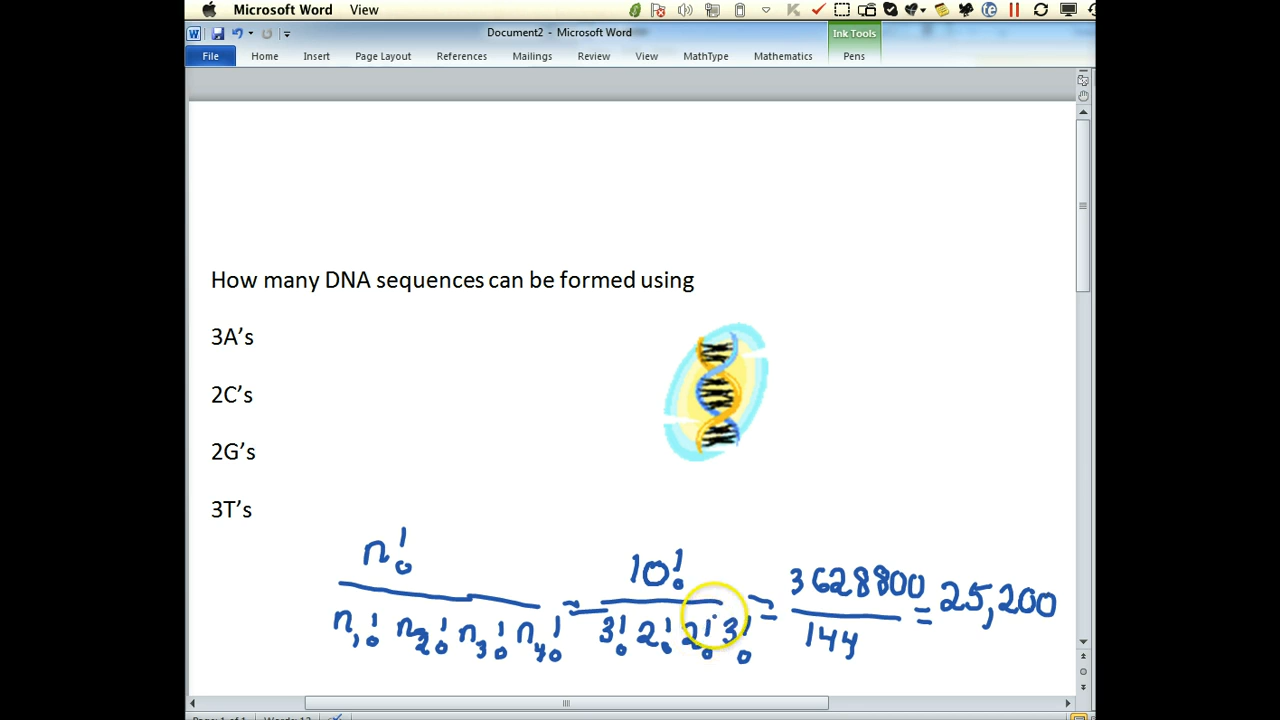 Microsoft Word View
Document2 - Microsoft Word Ink Tools
File Home Insert Page Layout References Mailings Review View MathType Mathematics Pens
How many DNA sequences can be formed using
3A's
2C's
2G's
3T's
n! / n₁! n₂! n₃! n₄! = 10! / 3! 2! 2! 3! = 3628800 / 144 = 25,200